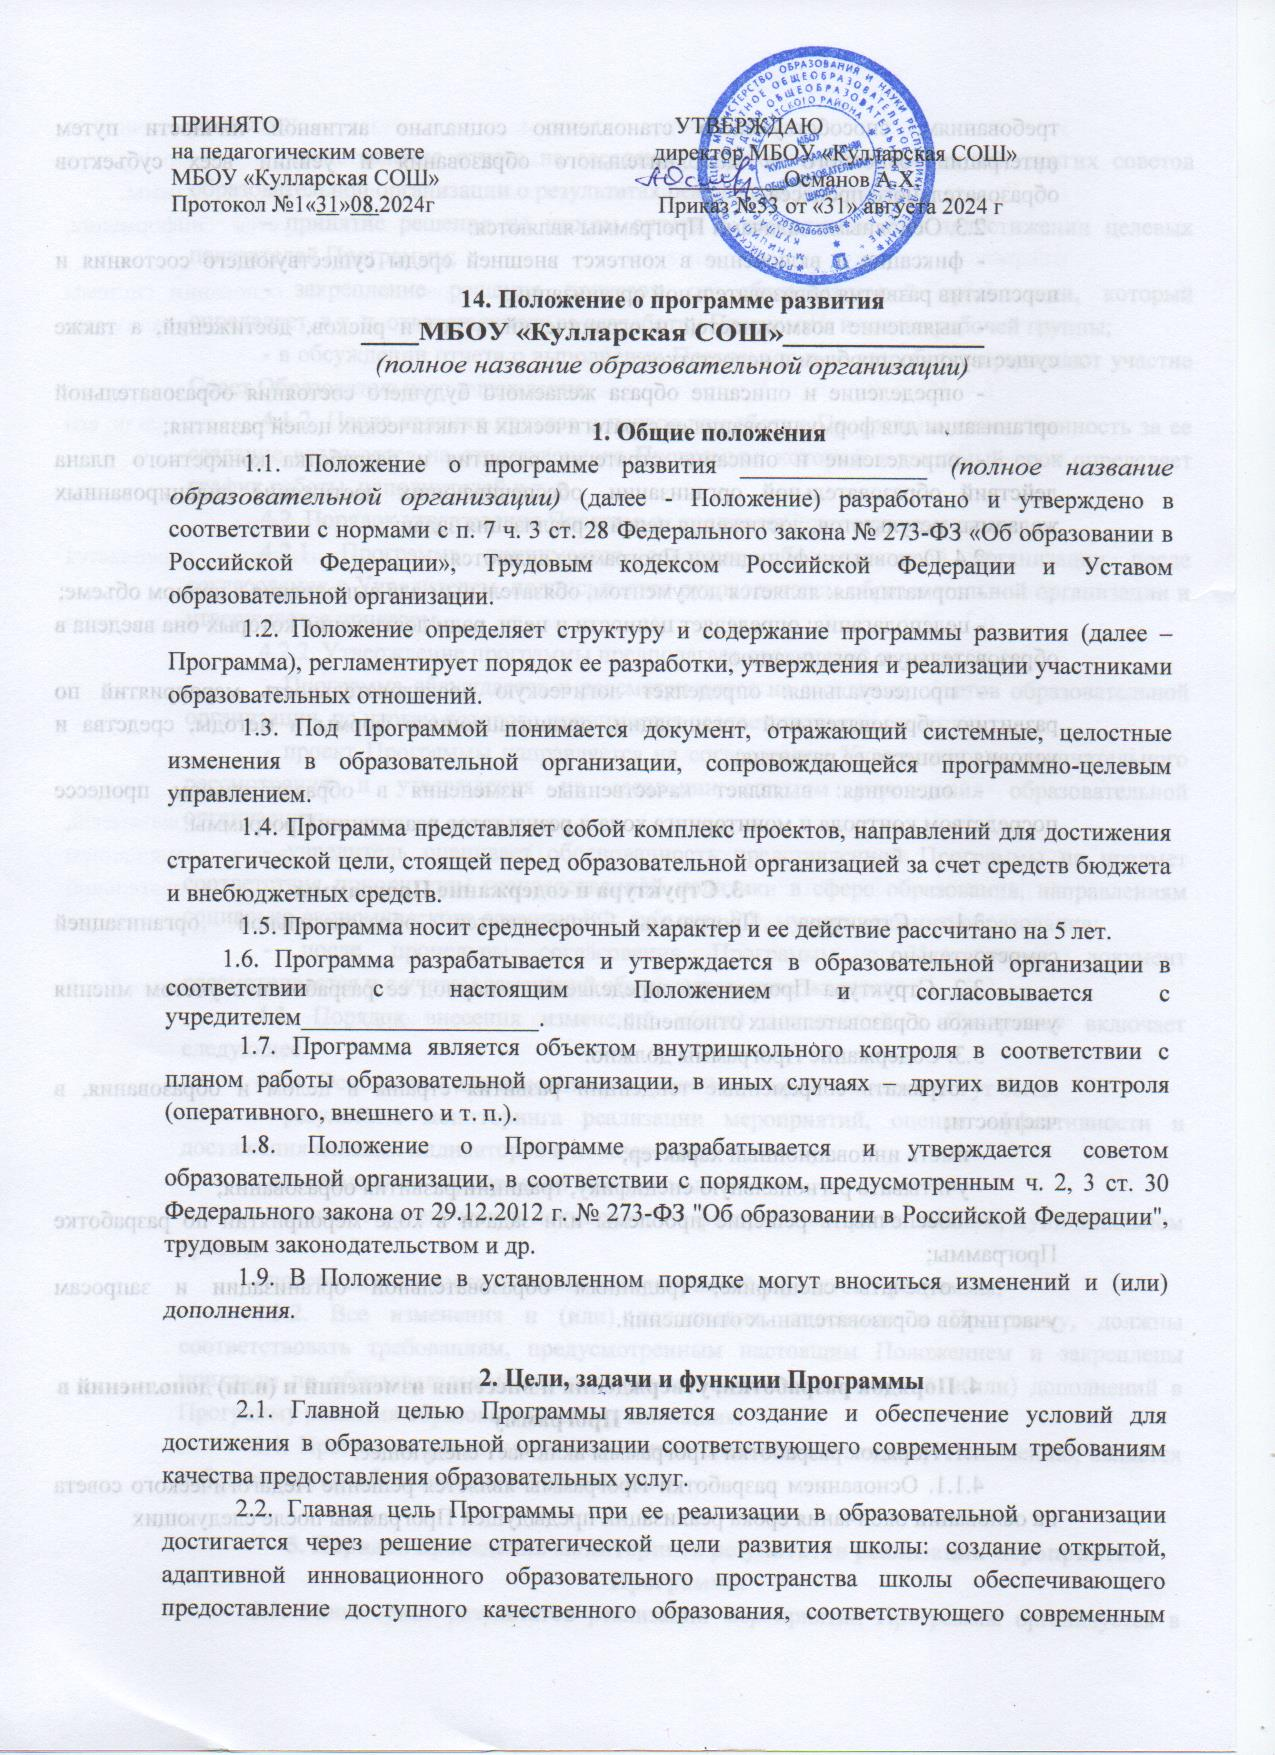 ПРИНЯТО
УТВЕРЖДАЮ
на педагогическим совете
директор МБОУ «Кулларская СОШ»
МБОУ «Кулларская СОШ»
Османов А.Х.
Протокол №1«31»08.2024г
Приказ №53 от «31» августа 2024 г
14. Положение о программе развития
____МБОУ «Кулларская СОШ»______________
(полное название образовательной организации)
1. Общие положения
1.1. Положение о программе развития _______________ (полное название
образовательной организации) (далее - Положение) разработано и утверждено в
соответствии с нормами с п. 7 ч. 3 ст. 28 Федерального закона № 273-ФЗ «Об образовании в
Российской Федерации», Трудовым кодексом Российской Федерации и Уставом
образовательной организации.
1.2. Положение определяет структуру и содержание программы развития (далее –
Программа), регламентирует порядок ее разработки, утверждения и реализации участниками
образовательных отношений.
1.3. Под Программой понимается документ, отражающий системные, целостные
изменения в образовательной организации, сопровождающейся программно-целевым
управлением.
1.4. Программа представляет собой комплекс проектов, направлений для достижения
стратегической цели, стоящей перед образовательной организацией за счет средств бюджета
и внебюджетных средств.
1.5. Программа носит среднесрочный характер и ее действие рассчитано на 5 лет.
1.6. Программа разрабатывается и утверждается в образовательной организации в
соответствии с настоящим Положением и согласовывается с
учредителем___________________.
1.7. Программа является объектом внутришкольного контроля в соответствии с
планом работы образовательной организации, в иных случаях – других видов контроля
(оперативного, внешнего и т. п.).
1.8. Положение о Программе разрабатывается и утверждается советом
образовательной организации, в соответствии с порядком, предусмотренным ч. 2, 3 ст. 30
Федерального закона от 29.12.2012 г. № 273-ФЗ "Об образовании в Российской Федерации",
трудовым законодательством и др.
1.9. В Положение в установленном порядке могут вноситься изменений и (или)
дополнения.
2. Цели, задачи и функции Программы
2.1. Главной целью Программы является создание и обеспечение условий для
достижения в образовательной организации соответствующего современным требованиям
качества предоставления образовательных услуг.
2.2. Главная цель Программы при ее реализации в образовательной организации
достигается через решение стратегической цели развития школы: создание открытой,
адаптивной инновационного образовательного пространства школы обеспечивающего
предоставление доступного качественного образования, соответствующего современным